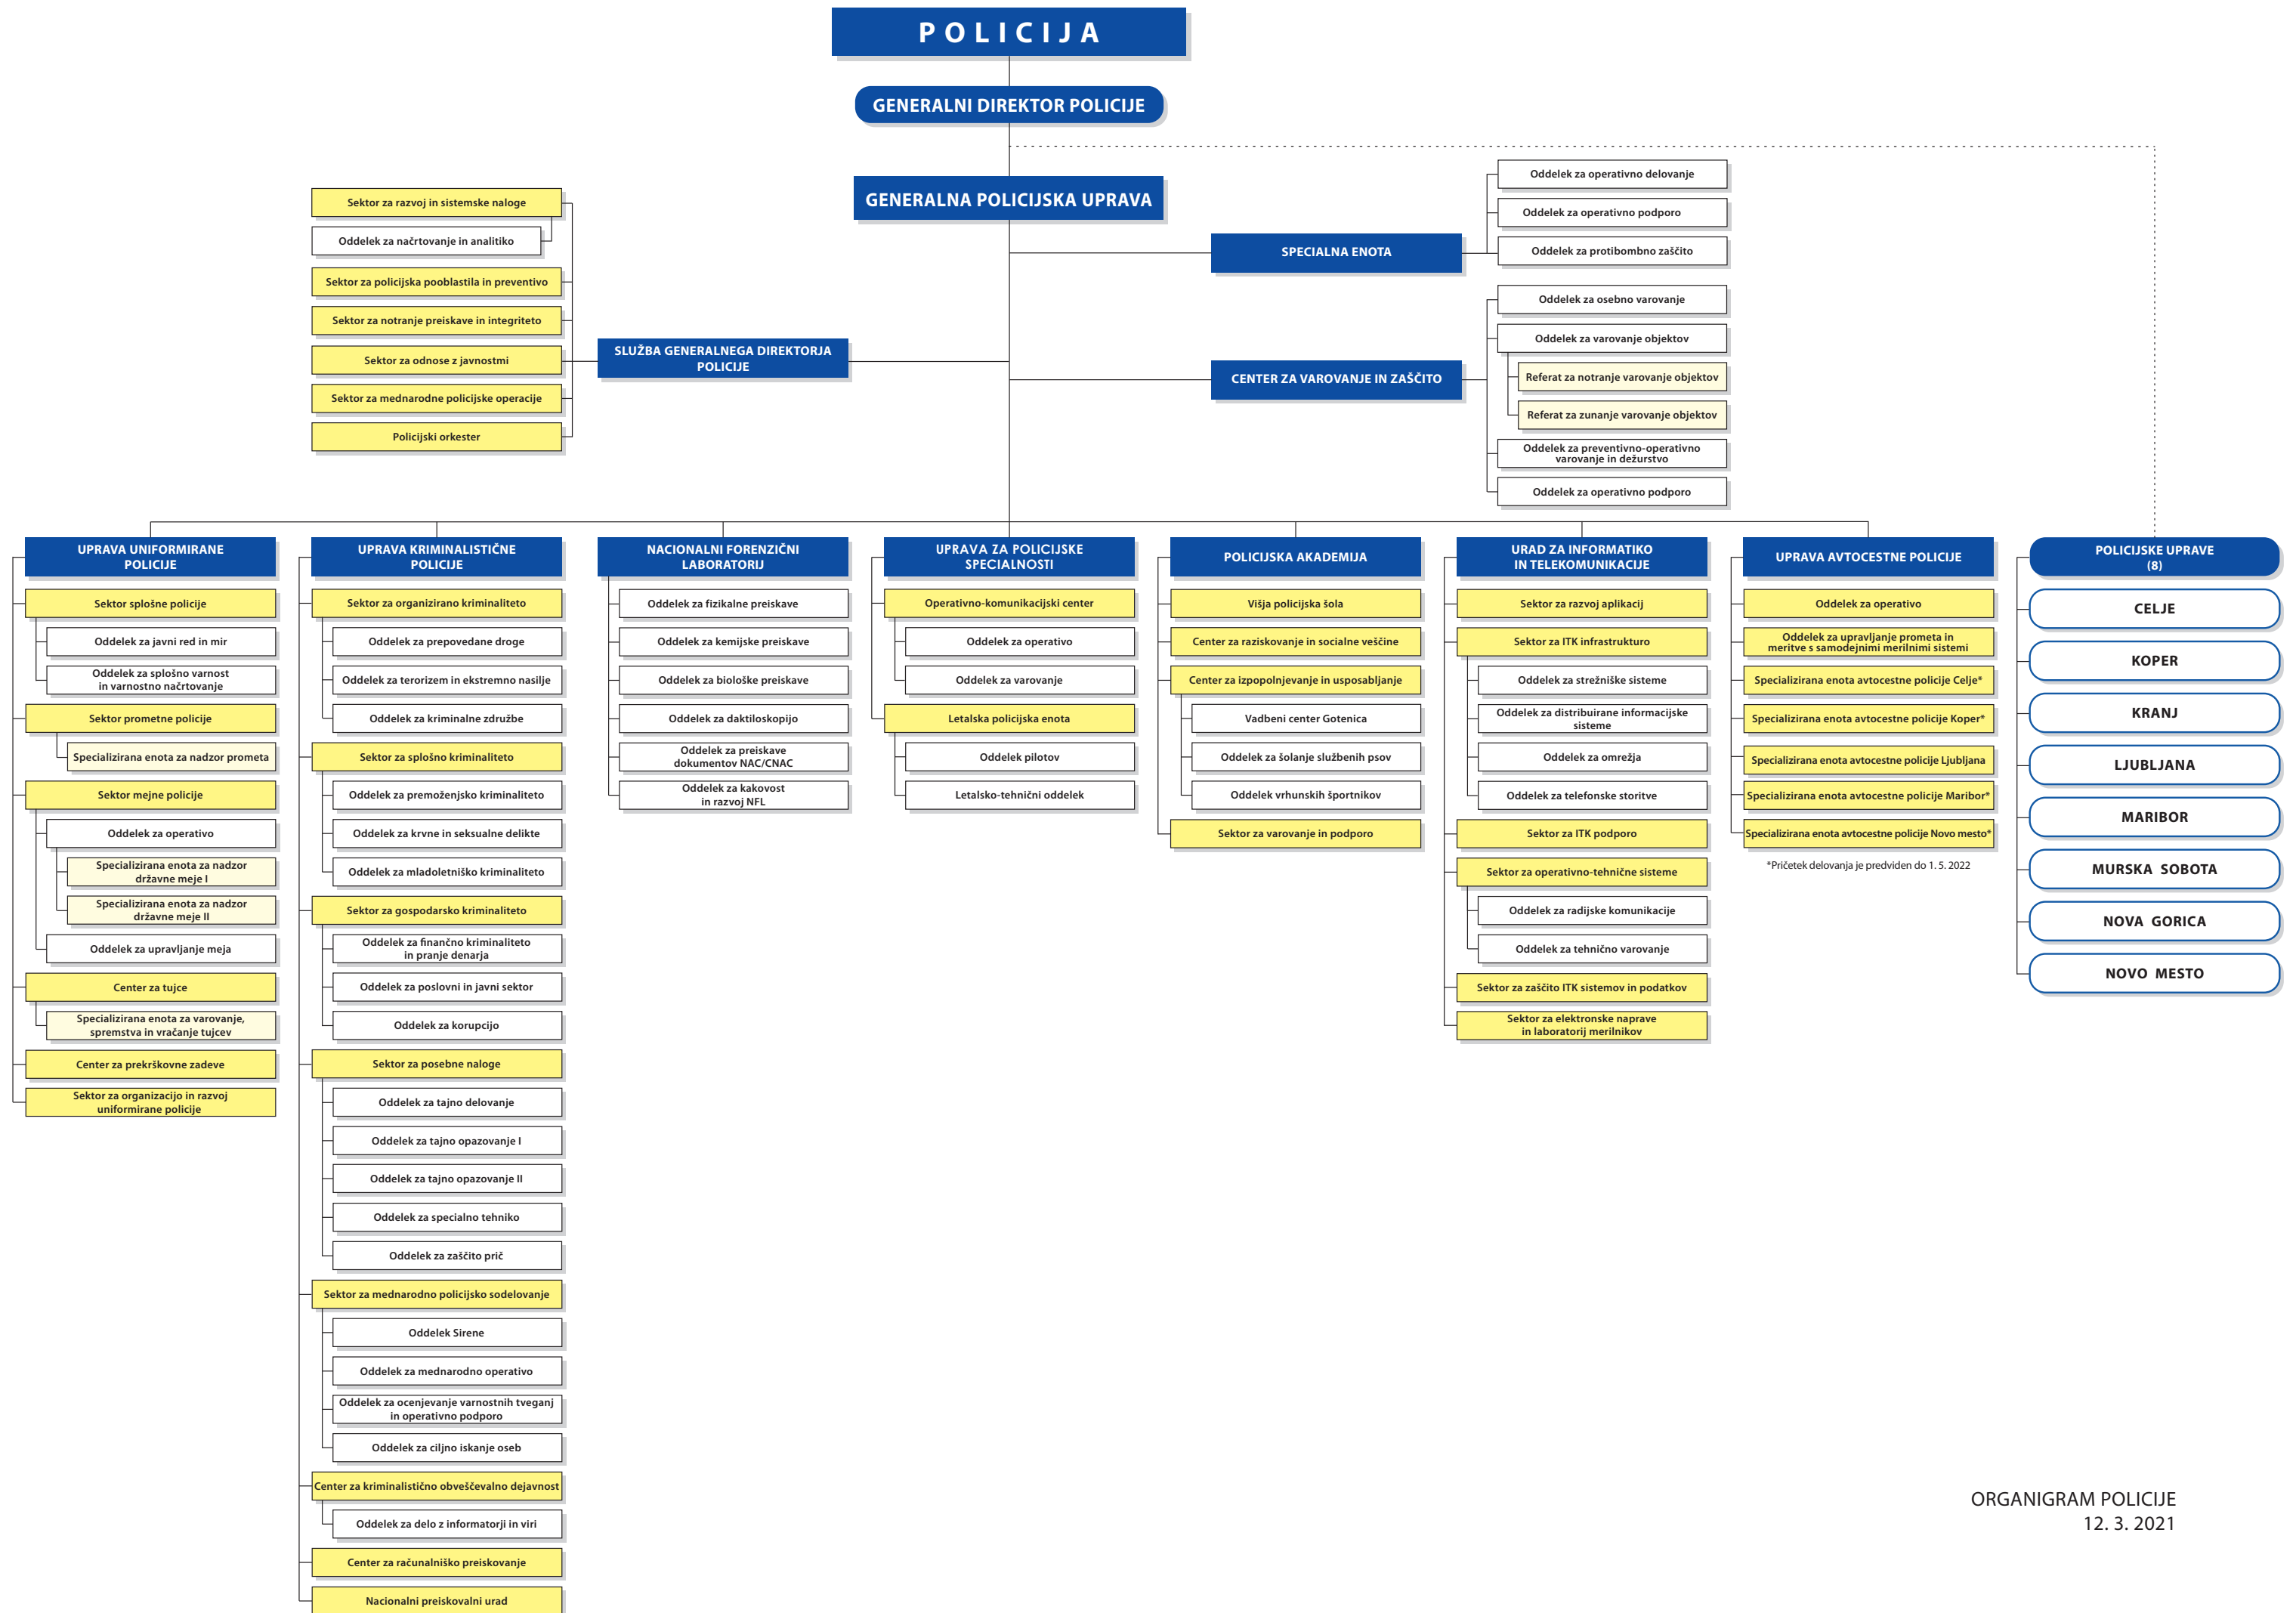 POLICIJA
GENERALNI DIREKTOR POLICIJE
GENERALNA POLICIJSKA UPRAVA
Sektor za razvoj in sistemske naloge
Oddelek za načrtovanje in analitiko
Sektor za policijska pooblastila in preventivo
Sektor za notranje preiskave in integriteto
Sektor za odnose z javnostmi
Sektor za mednarodne policijske operacije
Policijski orkester
SLUŽBA GENERALNEGA DIREKTORJA
POLICIJE
SPECIALNA ENOTA
Oddelek za operativno delovanje
Oddelek za operativno podporo
Oddelek za protibombno zaščito
CENTER ZA VAROVANJE IN ZAŠČITO
Oddelek za osebno varovanje
Oddelek za varovanje objektov
Referat za notranje varovanje objektov
Referat za zunanje varovanje objektov
Oddelek za preventivno-operativno
varovanje in dežurstvo
Oddelek za operativno podporo
UPRAVA UNIFORMIRANE
POLICIJE
Sektor splošne policije
Oddelek za javni red in mir
Oddelek za splošno varnost
in varnostno načrtovanje
Sektor prometne policije
Specializirana enota za nadzor prometa
Sektor mejne policije
Oddelek za operativo
Specializirana enota za nadzor
državne meje I
Specializirana enota za nadzor
državne meje II
Oddelek za upravljanje meja
Center za tujce
Specializirana enota za varovanje,
spremstva in vračanje tujcev
Center za prekrškovne zadeve
Sektor za organizacijo in razvoj
uniformirane policije
UPRAVA KRIMINALISTIČNE
POLICIJE
Sektor za organizirano kriminaliteto
Oddelek za prepovedane droge
Oddelek za terorizem in ekstremno nasilje
Oddelek za kriminalne združbe
Sektor za splošno kriminaliteto
Oddelek za premoženjsko kriminaliteto
Oddelek za krvne in seksualne delikte
Oddelek za mladoletniško kriminaliteto
Sektor za gospodarsko kriminaliteto
Oddelek za finančno kriminaliteto
in pranje denarja
Oddelek za poslovni in javni sektor
Oddelek za korupcijo
Sektor za posebne naloge
Oddelek za tajno delovanje
Oddelek za tajno opazovanje I
Oddelek za tajno opazovanje II
Oddelek za specialno tehniko
Oddelek za zaščito prič
Sektor za mednarodno policijsko sodelovanje
Oddelek Sirene
Oddelek za mednarodno operativo
Oddelek za ocenjevanje varnostnih tveganj
in operativno podporo
Oddelek za ciljno iskanje oseb
Center za kriminalistično obveščevalno dejavnost
Oddelek za delo z informatorji in viri
Center za računalniško preiskovanje
Nacionalni preiskovalni urad
NACIONALNI FORENZIČNI
LABORATORIJ
Oddelek za fizikalne preiskave
Oddelek za kemijske preiskave
Oddelek za biološke preiskave
Oddelek za daktiloskopijo
Oddelek za preiskave
dokumentov NAC/CNAC
Oddelek za kakovost
in razvoj NFL
UPRAVA ZA POLICIJSKE
SPECIALNOSTI
Operativno-komunikacijski center
Oddelek za operativo
Oddelek za varovanje
Letalska policijska enota
Oddelek pilotov
Letalsko-tehnični oddelek
POLICIJSKA AKADEMIJA
Višja policijska šola
Center za raziskovanje in socialne veščine
Center za izpopolnjevanje in usposabljanje
Vadbeni center Gotenica
Oddelek za šolanje službenih psov
Oddelek vrhunskih športnikov
Sektor za varovanje in podporo
URAD ZA INFORMATIKO
IN TELEKOMUNIKACIJE
Sektor za razvoj aplikacij
Sektor za ITK infrastrukturo
Oddelek za strežniške sisteme
Oddelek za distribuirane informacijske
sisteme
Oddelek za omrežja
Oddelek za telefonske storitve
Sektor za ITK podporo
Sektor za operativno-tehnične sisteme
Oddelek za radijske komunikacije
Oddelek za tehnično varovanje
Sektor za zaščito ITK sistemov in podatkov
Sektor za elektronske naprave
in laboratorij merilnikov
UPRAVA AVTOCESTNE POLICIJE
Oddelek za operativo
Oddelek za upravljanje prometa in
meritve s samodejnimi merilnimi sistemi
Specializirana enota avtocestne policije Celje*
Specializirana enota avtocestne policije Koper*
Specializirana enota avtocestne policije Ljubljana
Specializirana enota avtocestne policije Maribor*
Specializirana enota avtocestne policije Novo mesto*
*Pričetek delovanja je predviden do 1. 5. 2022
POLICIJSKE UPRAVE
(8)
CELJE
KOPER
KRANJ
LJUBLJANA
MARIBOR
MURSKA SOBOTA
NOVA GORICA
NOVO MESTO
ORGANIGRAM POLICIJE
12. 3. 2021